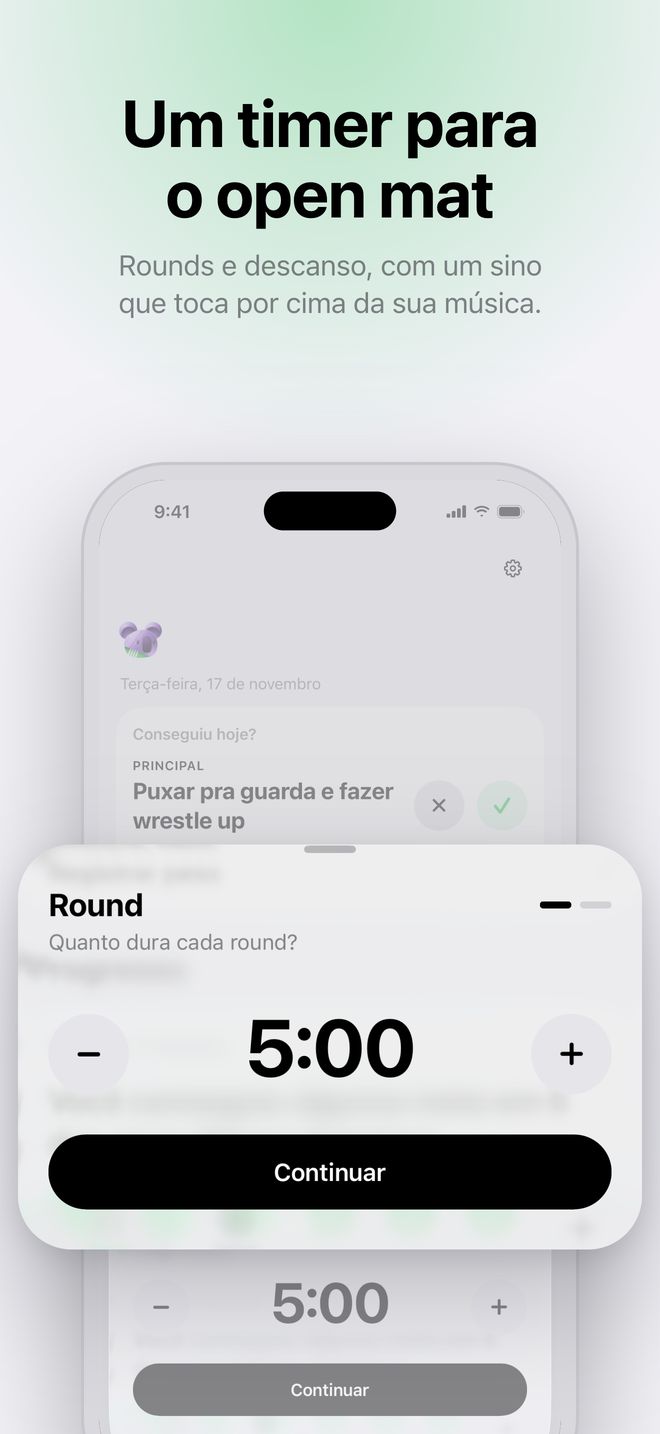 Um timer para
o open mat
Rounds e descanso, com um sino
que toca por cima da sua música.
9:41
Terça-feira, 17 de novembro
Conseguiu hoje?
PRINCIPAL
Puxar pra guarda e fazer
wrestle up
Round
Quanto dura cada round?
5:00
Continuar
5:00
Continuar